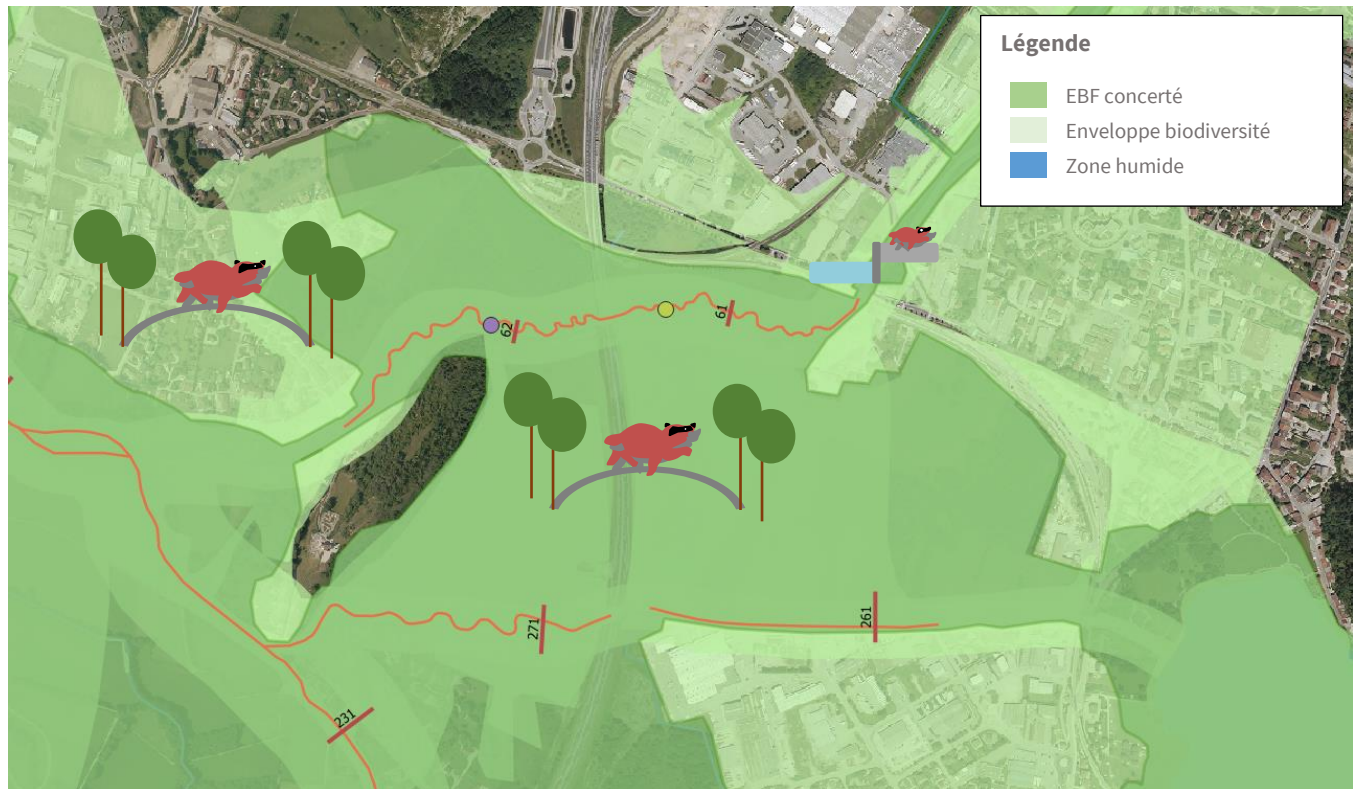 Légende
EBF concerté
Enveloppe biodiversité
Zone humide
62
61
271
261
231